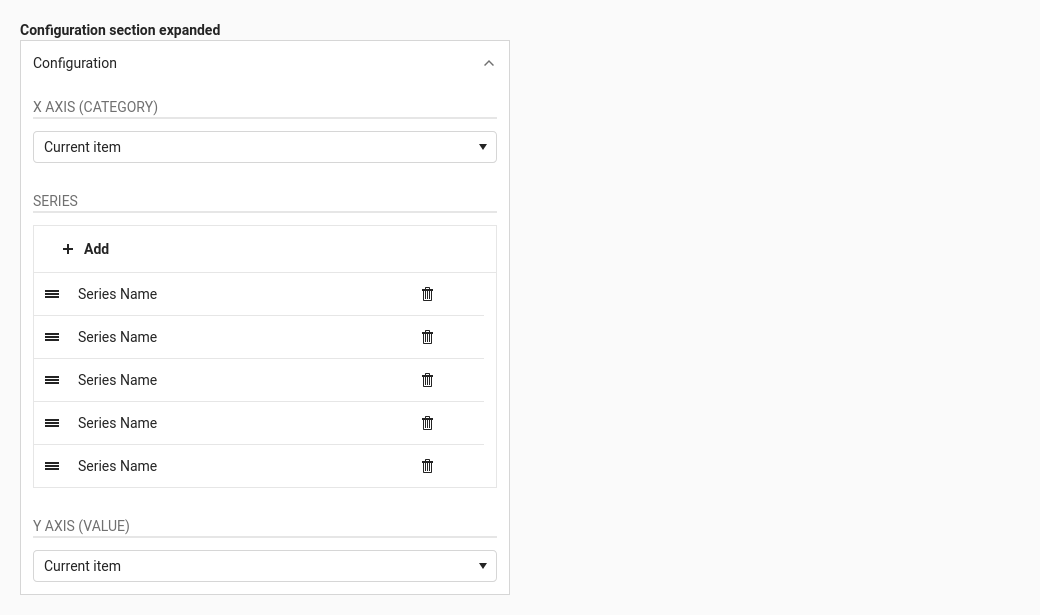 Configuration section expanded
Configuration
X AXIS (CATEGORY)
Current item
SERIES
Add
Series Name
Series Name
Series Name
Series Name
Series Name
Y AXIS (VALUE)
Current item